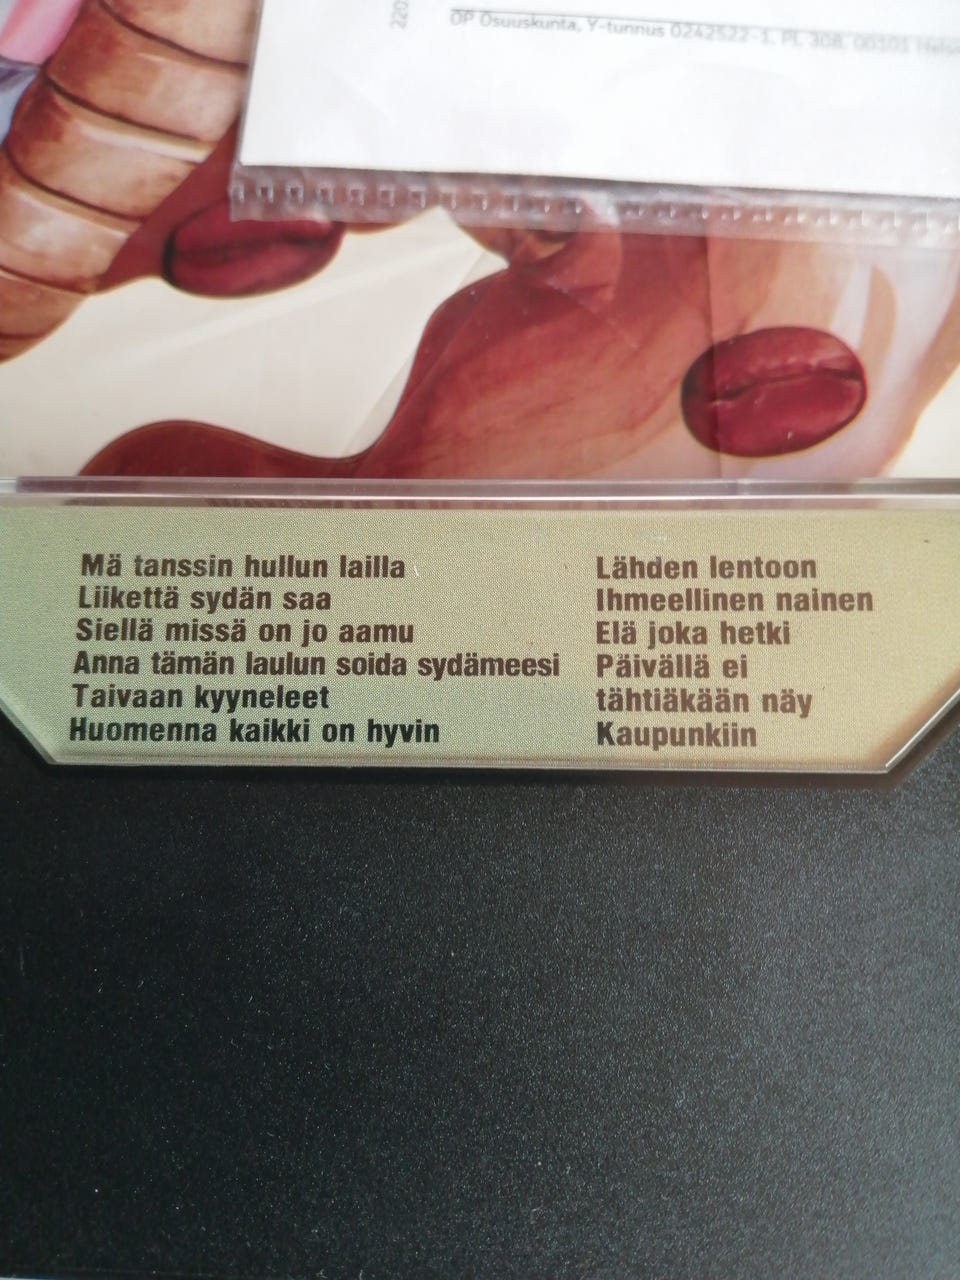 220
OP Osuuskunta, Y-tunnus 0242522-1, PL 308, 00101
Mä tanssin hullun lailla
Liikettä sydän saa
Siellä missä on jo aamu
Anna tämän laulun soida sydämeesi
Taivaan kyyneleet
Huomenna kaikki on hyvin
Lähden lentoon
Ihmeellinen nainen
Elä joka hetki
Päivällä ei
tähtiäkään näy
Kaupunkiin